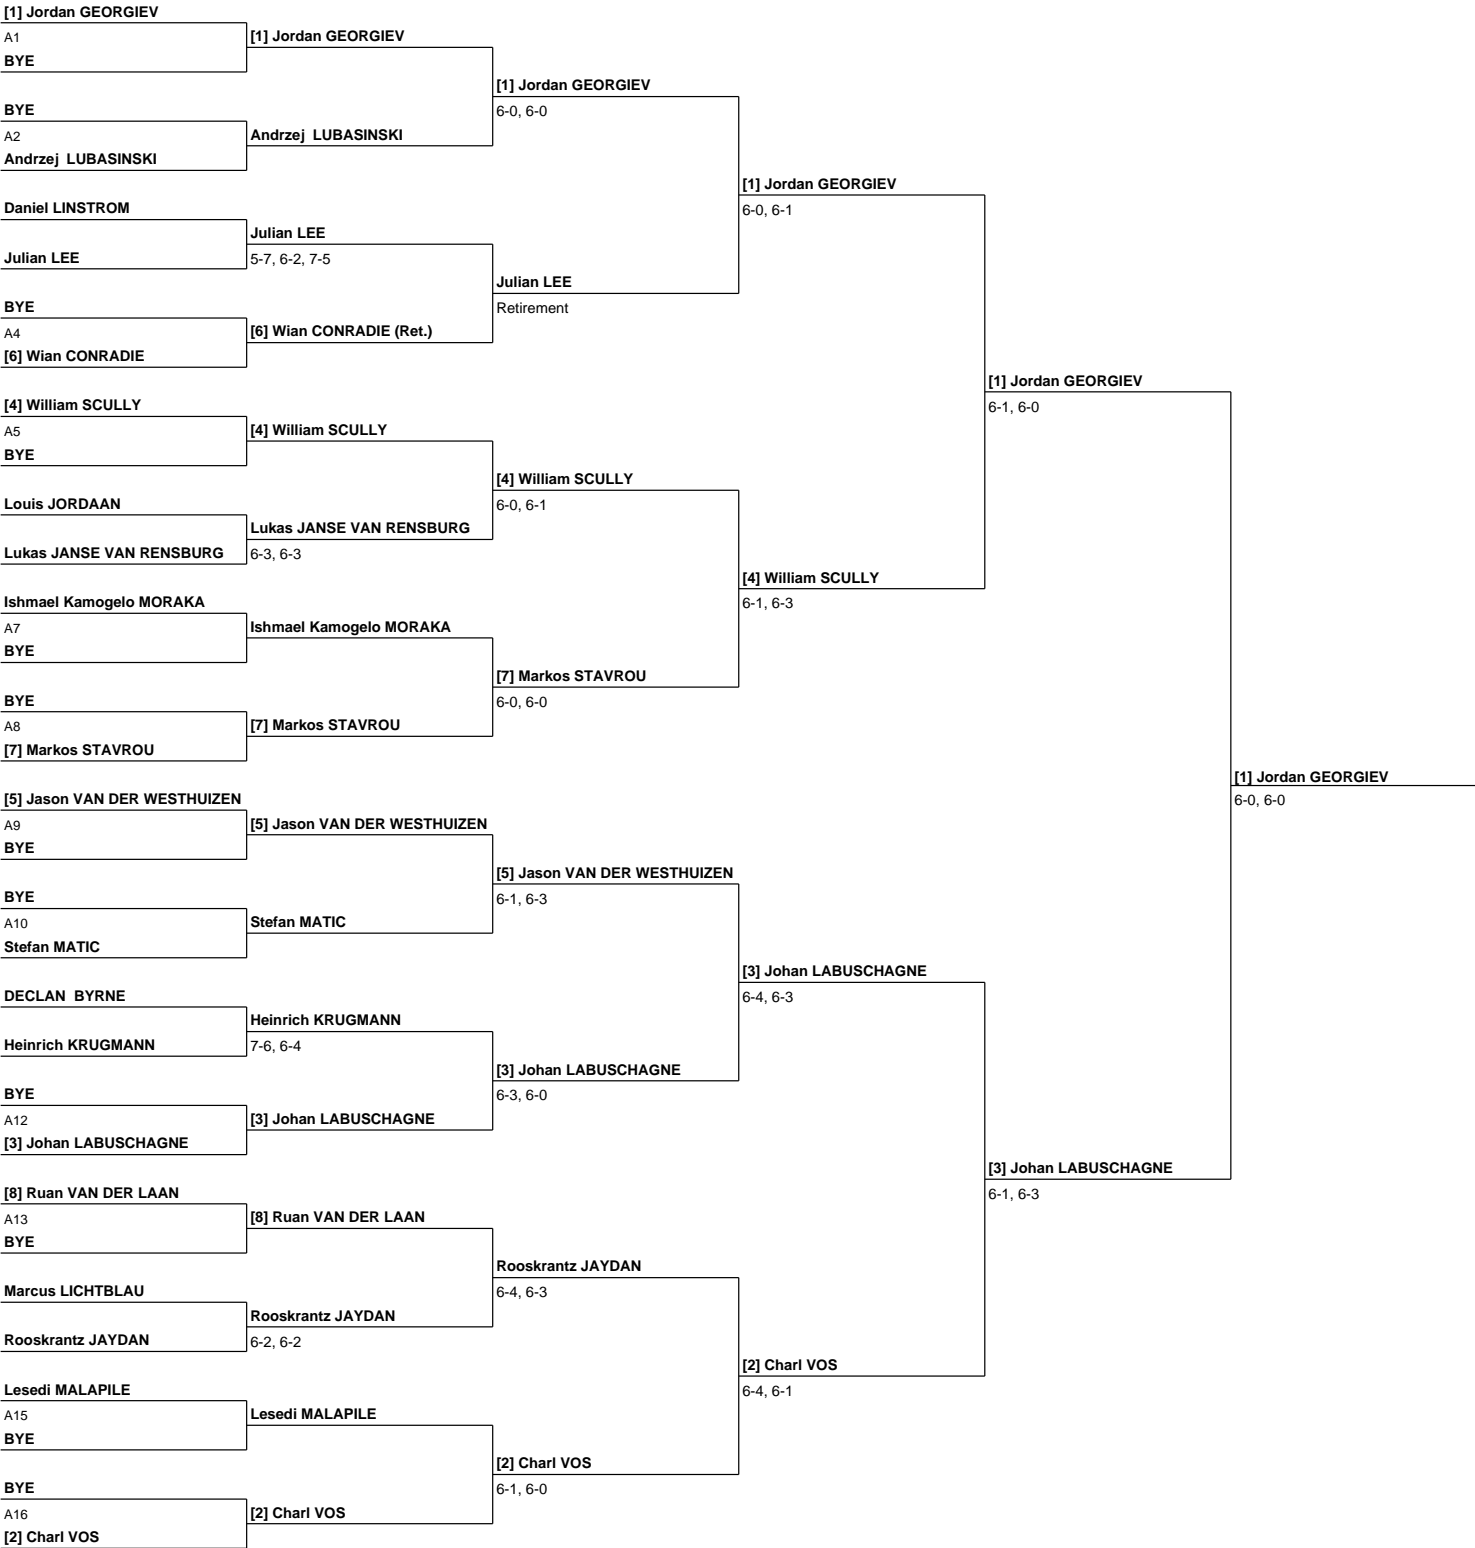 [1] Jordan GEORGIEV
A1
BYE
BYE
A2
Andrzej  LUBASINSKI
Daniel LINSTROM
Julian LEE
BYE
A4
[6] Wian CONRADIE
[4] William SCULLY
A5
BYE
Louis JORDAAN
Lukas JANSE VAN RENSBURG
Ishmael Kamogelo MORAKA
A7
BYE
BYE
A8
[7] Markos STAVROU
[5] Jason VAN DER WESTHUIZEN
A9
BYE
BYE
A10
Stefan MATIC
DECLAN  BYRNE
Heinrich KRUGMANN
BYE
A12
[3] Johan LABUSCHAGNE
[8] Ruan VAN DER LAAN
A13
BYE
Marcus LICHTBLAU
Rooskrantz JAYDAN
Lesedi MALAPILE
A15
BYE
BYE
A16
[2] Charl VOS
[1] Jordan GEORGIEV
Andrzej  LUBASINSKI
Julian LEE
5-7, 6-2, 7-5
[6] Wian CONRADIE (Ret.)
[4] William SCULLY
Lukas JANSE VAN RENSBURG
6-3, 6-3
Ishmael Kamogelo MORAKA
[7] Markos STAVROU
[5] Jason VAN DER WESTHUIZEN
Stefan MATIC
Heinrich KRUGMANN
7-6, 6-4
[3] Johan LABUSCHAGNE
[8] Ruan VAN DER LAAN
Rooskrantz JAYDAN
6-2, 6-2
Lesedi MALAPILE
[2] Charl VOS
[1] Jordan GEORGIEV
6-0, 6-0
Julian LEE
Retirement
[4] William SCULLY
6-0, 6-1
[7] Markos STAVROU
6-0, 6-0
[5] Jason VAN DER WESTHUIZEN
6-1, 6-3
[3] Johan LABUSCHAGNE
6-3, 6-0
Rooskrantz JAYDAN
6-4, 6-3
[2] Charl VOS
6-1, 6-0
[1] Jordan GEORGIEV
6-0, 6-1
[4] William SCULLY
6-1, 6-3
[3] Johan LABUSCHAGNE
6-4, 6-3
[2] Charl VOS
6-4, 6-1
[1] Jordan GEORGIEV
6-1, 6-0
[3] Johan LABUSCHAGNE
6-1, 6-3
[1] Jordan GEORGIEV
6-0, 6-0